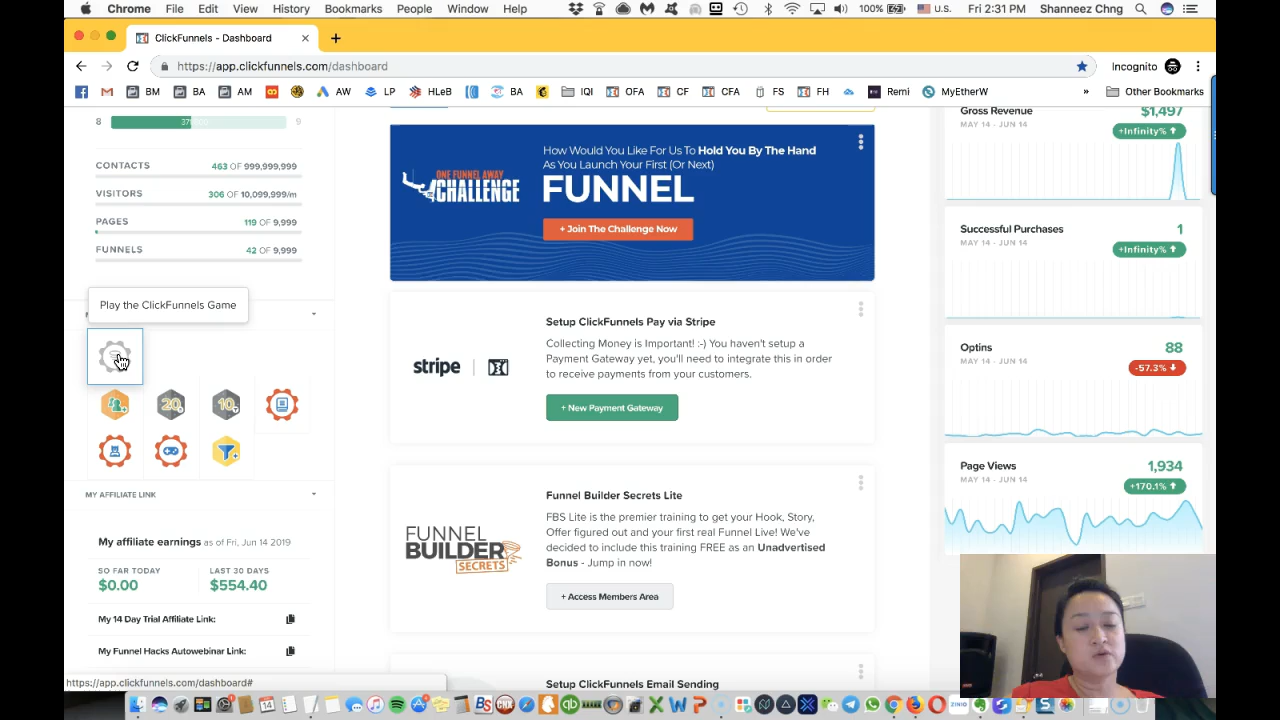 Chrome File Edit View History Bookmarks People Window Help 100% U.S. Fri 2:31 PM Shanneez Chng
ClickFunnels - Dashboard
https://app.clickfunnels.com/dashboard Incognito
BM BA AM AW LP HLeB BA IQI OFA CF CFA FS FH Remi MyEtherW » Other Bookmarks
8 9
CONTACTS 463 OF 999,999,999
VISITORS 306 OF 10,099,999/m
PAGES 119 OF 9,999
FUNNELS 42 OF 9,999
Play the ClickFunnels Game
20
10
MY AFFILIATE LINK
My affiliate earnings as of Fri, Jun 14 2019
SO FAR TODAY LAST 30 DAYS
$0.00 $554.40
My 14 Day Trial Affiliate Link:
My Funnel Hacks Autowebinar Link:
https://app.clickfunnels.com/dashboard#
ONE FUNNEL AWAY
CHALLENGE
How Would You Like For Us To Hold You By The Hand
As You Launch Your First (Or Next)
FUNNEL
+ Join The Challenge Now
stripe
Setup ClickFunnels Pay via Stripe
Collecting Money is Important! :-) You haven't setup a
Payment Gateway yet, you'll need to integrate this in order
to receive payments from your customers.
+ New Payment Gateway
FUNNEL
BUILDER
SECRETS
Funnel Builder Secrets Lite
FBS Lite is the premier training to get your Hook, Story,
Offer figured out and your first real Funnel Live! We've
decided to include this training FREE as an Unadvertised
Bonus - Jump in now!
+ Access Members Area
Setup ClickFunnels Email Sending
Gross Revenue $1,497
MAY 14 - JUN 14 +Infinity%
Successful Purchases 1
MAY 14 - JUN 14 +Infinity%
Optins 88
MAY 14 - JUN 14 -57.3%
Page Views 1,934
MAY 14 - JUN 14 +170.1%
ZINIO